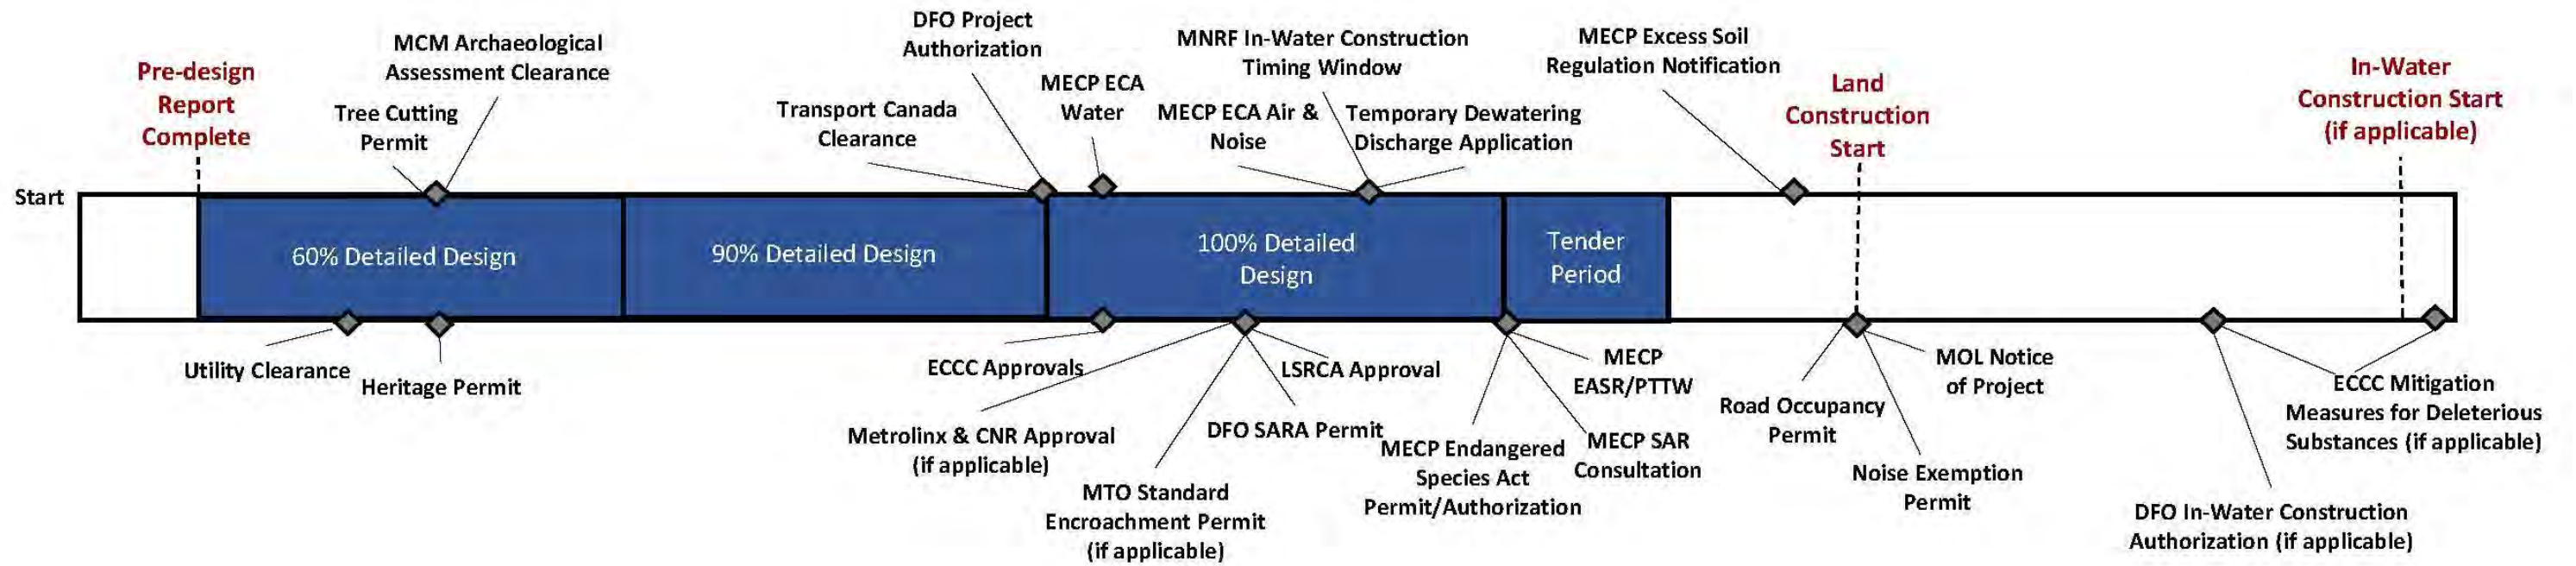 Start
Pre-design
Report
Complete
Tree Cutting
Permit
MCM Archaeological
Assessment Clearance
Transport Canada
Clearance
DFO Project
Authorization
MECP ECA
Water
MECP ECA Air &
Noise
MNRF In-Water Construction
Timing Window
Temporary Dewatering
Discharge Application
MECP Excess Soil
Regulation Notification
Land
Construction
Start
In-Water
Construction Start
(if applicable)
60% Detailed Design
90% Detailed Design
100% Detailed
Design
Tender
Period
Utility Clearance
Heritage Permit
ECCC Approvals
Metrolinx & CNR Approval
(if applicable)
MTO Standard
Encroachment Permit
(if applicable)
LSRCA Approval
DFO SARA Permit
MECP Endangered
Species Act
Permit/Authorization
MECP
EASR/PTTW
MECP SAR
Consultation
Road Occupancy
Permit
MOL Notice
of Project
Noise Exemption
Permit
DFO In-Water Construction
Authorization (if applicable)
ECCC Mitigation
Measures for Deleterious
Substances (if applicable)